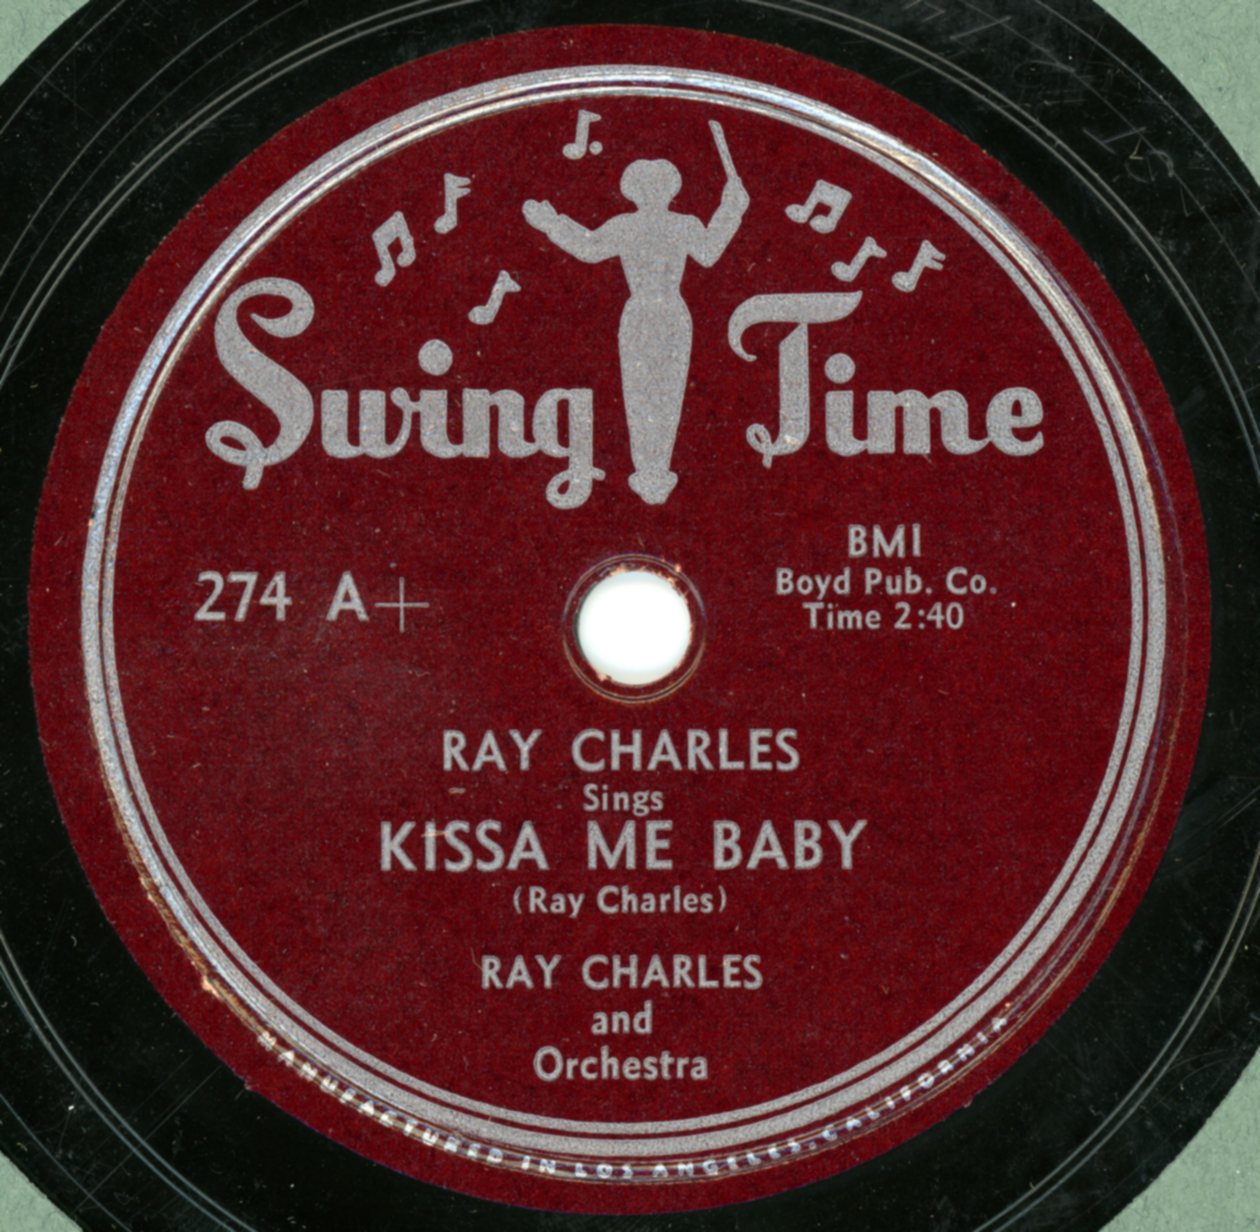 Swing Time
274 A+
BMI
Boyd Pub. Co.
Time 2:40
RAY CHARLES
Sings
KISSA ME BABY
(Ray Charles)
RAY CHARLES
and
Orchestra
MANUFACTURED IN LOS ANGELES, CALIFORNIA